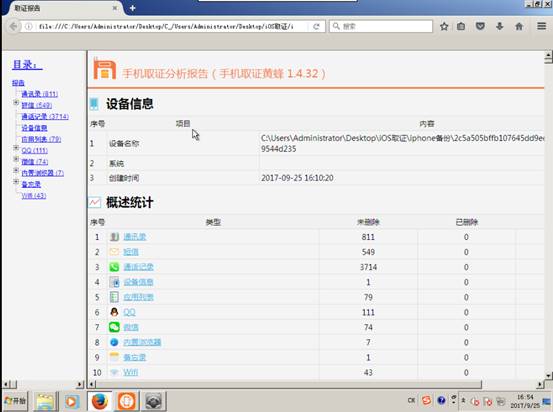 取证报告
file:///C:/Users/Administrator/Desktop/C_/Users/Administrator/Desktop/iOS取证/i
搜索
目录:
报告
通讯录 (811)
短信 (549)
通话记录 (3714)
设备信息
应用列表 (79)
QQ (111)
微信 (74)
内置浏览器 (7)
备忘录
Wifi (43)
手机取证分析报告（手机取证黄蜂 1.4.32）
设备信息
序号 项目 内容
1 设备名称 C:\Users\Administrator\Desktop\iOS取证\iphone备份\2c5a505bffb107645dd9ec
9544d235
2 系统
3 创建时间 2017-09-25 16:10:20
概述统计
序号 类型 未删除 已删除
1 通讯录 811 0
2 短信 549 0
3 通话记录 3714 0
4 设备信息 1 0
5 应用列表 79 0
6 QQ 111 0
7 微信 74 0
8 内置浏览器 7 0
9 备忘录 1 0
10 Wifi 43 0
开始
CH
16:54
2017/9/25